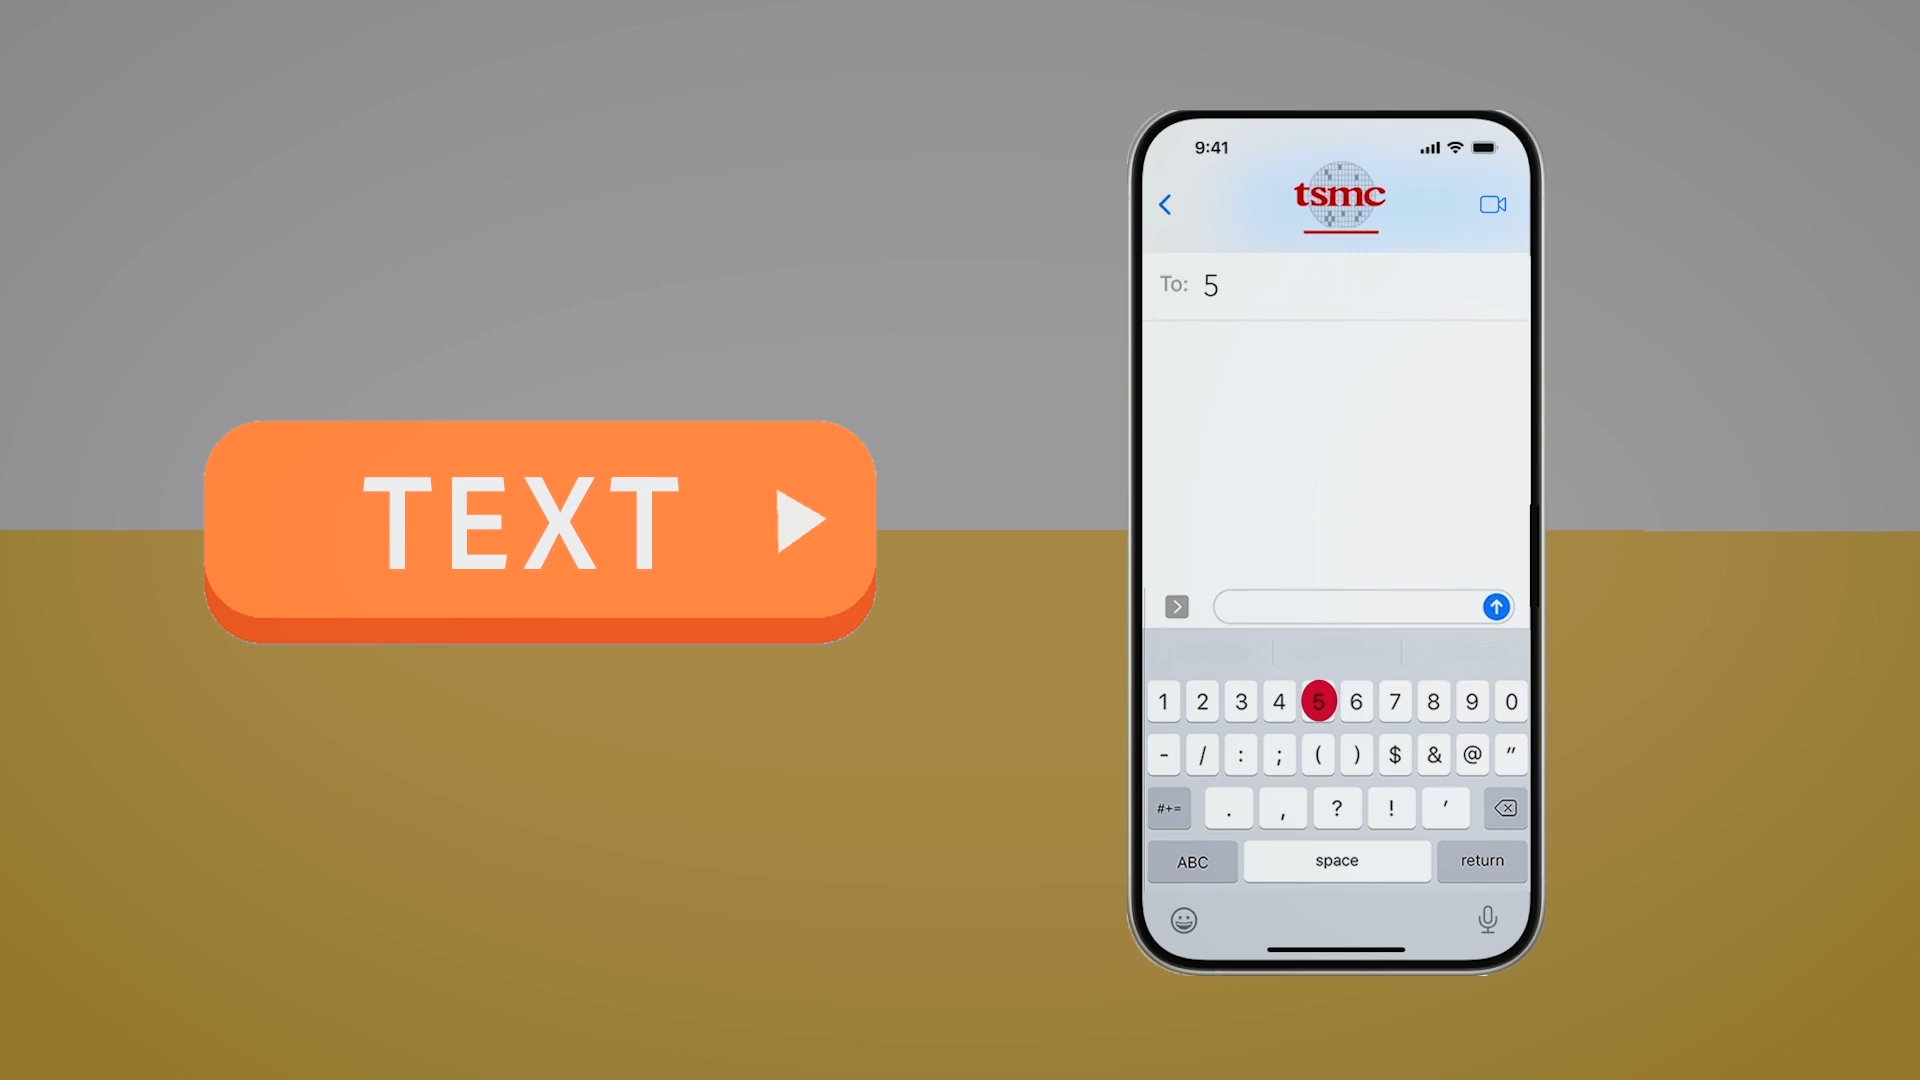 TEXT
9:41
tsmc
To: 5
1 2 3 4 5 6 7 8 9 0
- / : ; ( ) $ & @ "
#+= . , ? ! '
ABC space return